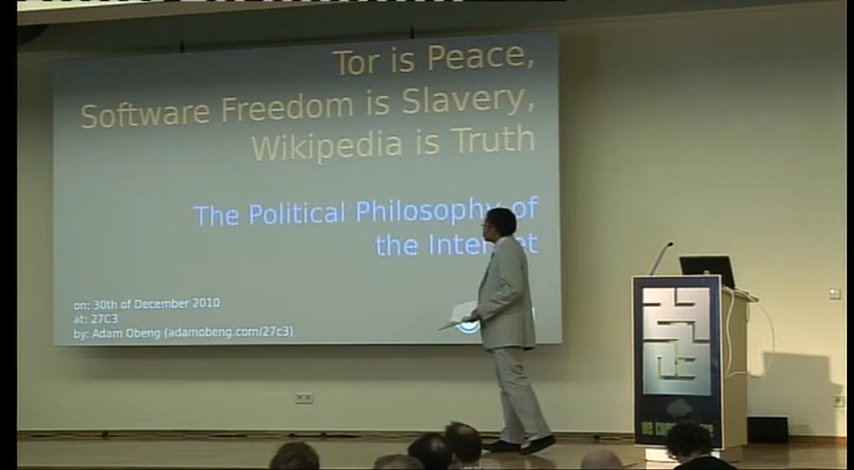 Tor is Peace,
Software Freedom is Slavery,
Wikipedia is Truth
The Political Philosophy of
the Internet
on: 30th of December 2010
at: 27C3
by: Adam Obeng (adamobeng.com/27c3)